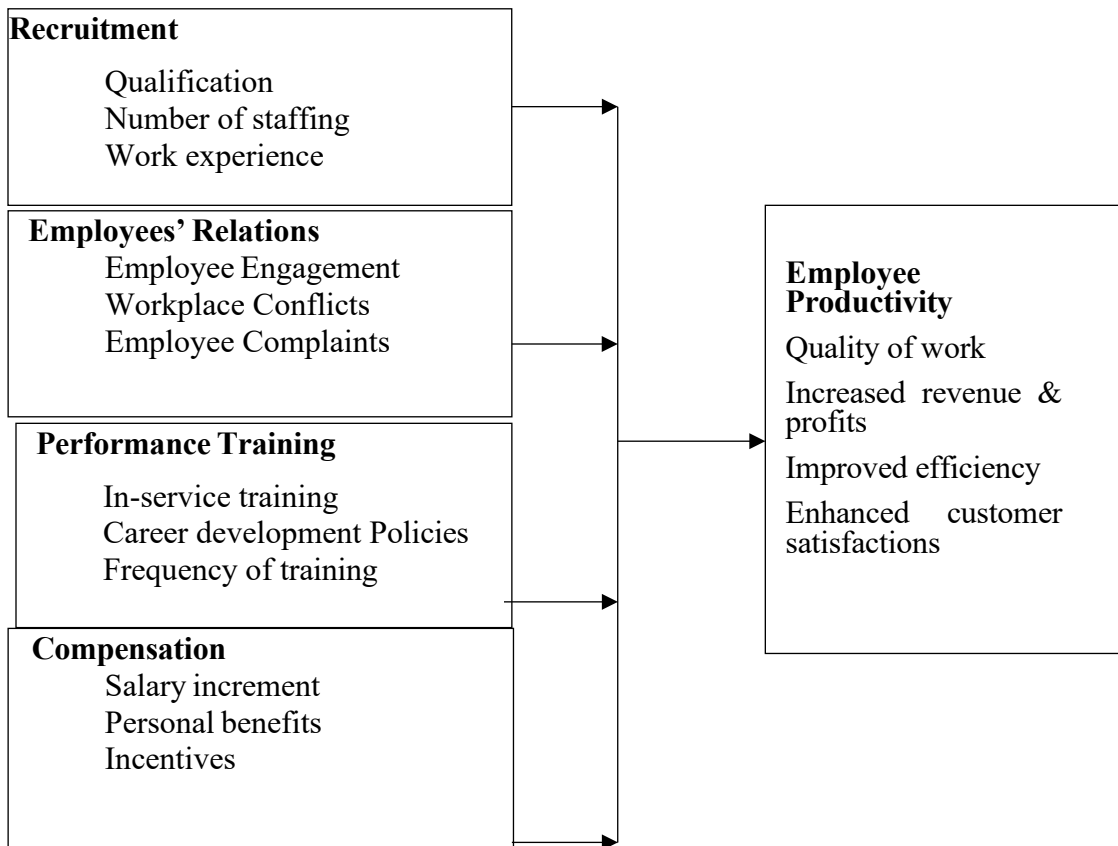 Recruitment
Qualification
Number of staffing
Work experience
Employees’ Relations
Employee Engagement
Workplace Conflicts
Employee Complaints
Performance Training
In-service training
Career development Policies
Frequency of training
Compensation
Salary increment
Personal benefits
Incentives
Employee
Productivity
Quality of work
Increased revenue &
profits
Improved efficiency
Enhanced customer
satisfactions